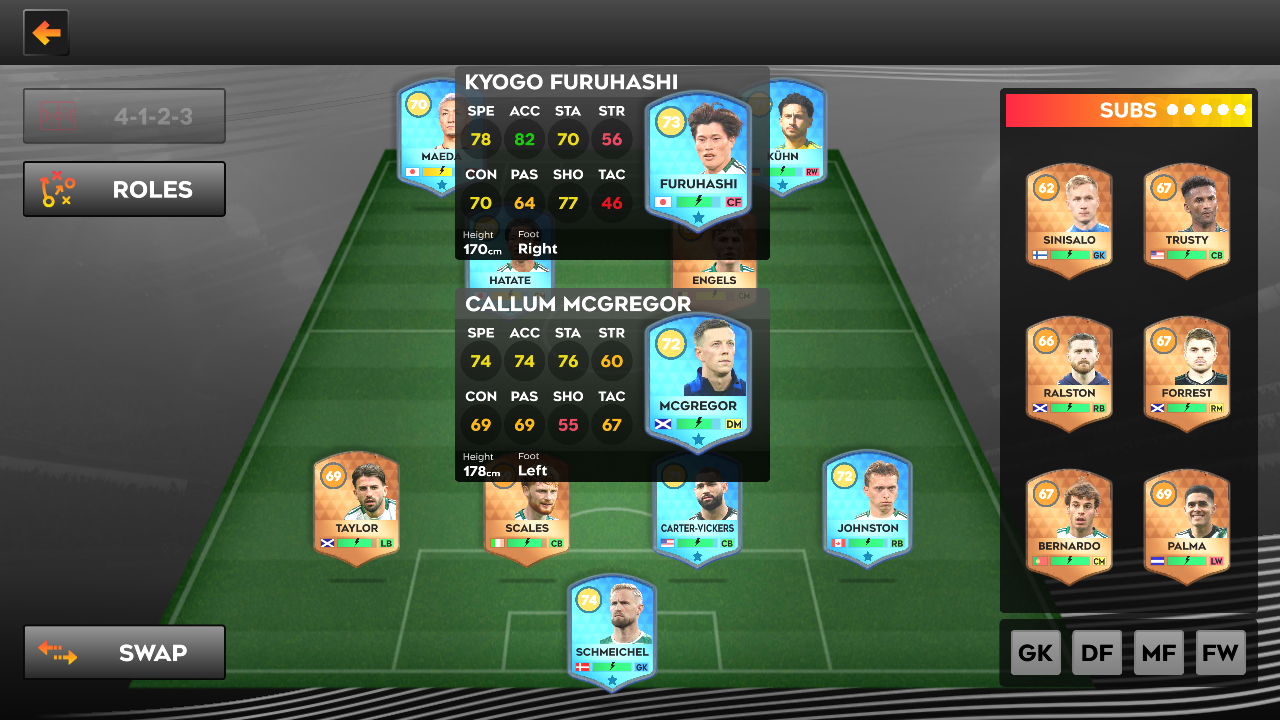 4-1-2-3
ROLES
70
MAEDA
KYOGO FURUHASHI
SPE ACC STA STR
78 82 70 56
CON PAS SHO TAC
70 64 77 46
Height
170cm
Foot
Right
73
FURUHASHI
CF
KÜHN
RW
HATATE
ENGELS
CM
CALLUM MCGREGOR
SPE ACC STA STR
74 74 76 60
CON PAS SHO TAC
69 69 55 67
Height
178cm
Foot
Left
72
MCGREGOR
DM
69
TAYLOR
LB
SCALES
CB
CARTER-VICKERS
CB
72
JOHNSTON
RB
74
SCHMEICHEL
GK
SWAP
SUBS
62
SINISALO
GK
67
TRUSTY
CB
66
RALSTON
RB
67
FORREST
RM
67
BERNARDO
CM
69
PALMA
LW
GK DF MF FW